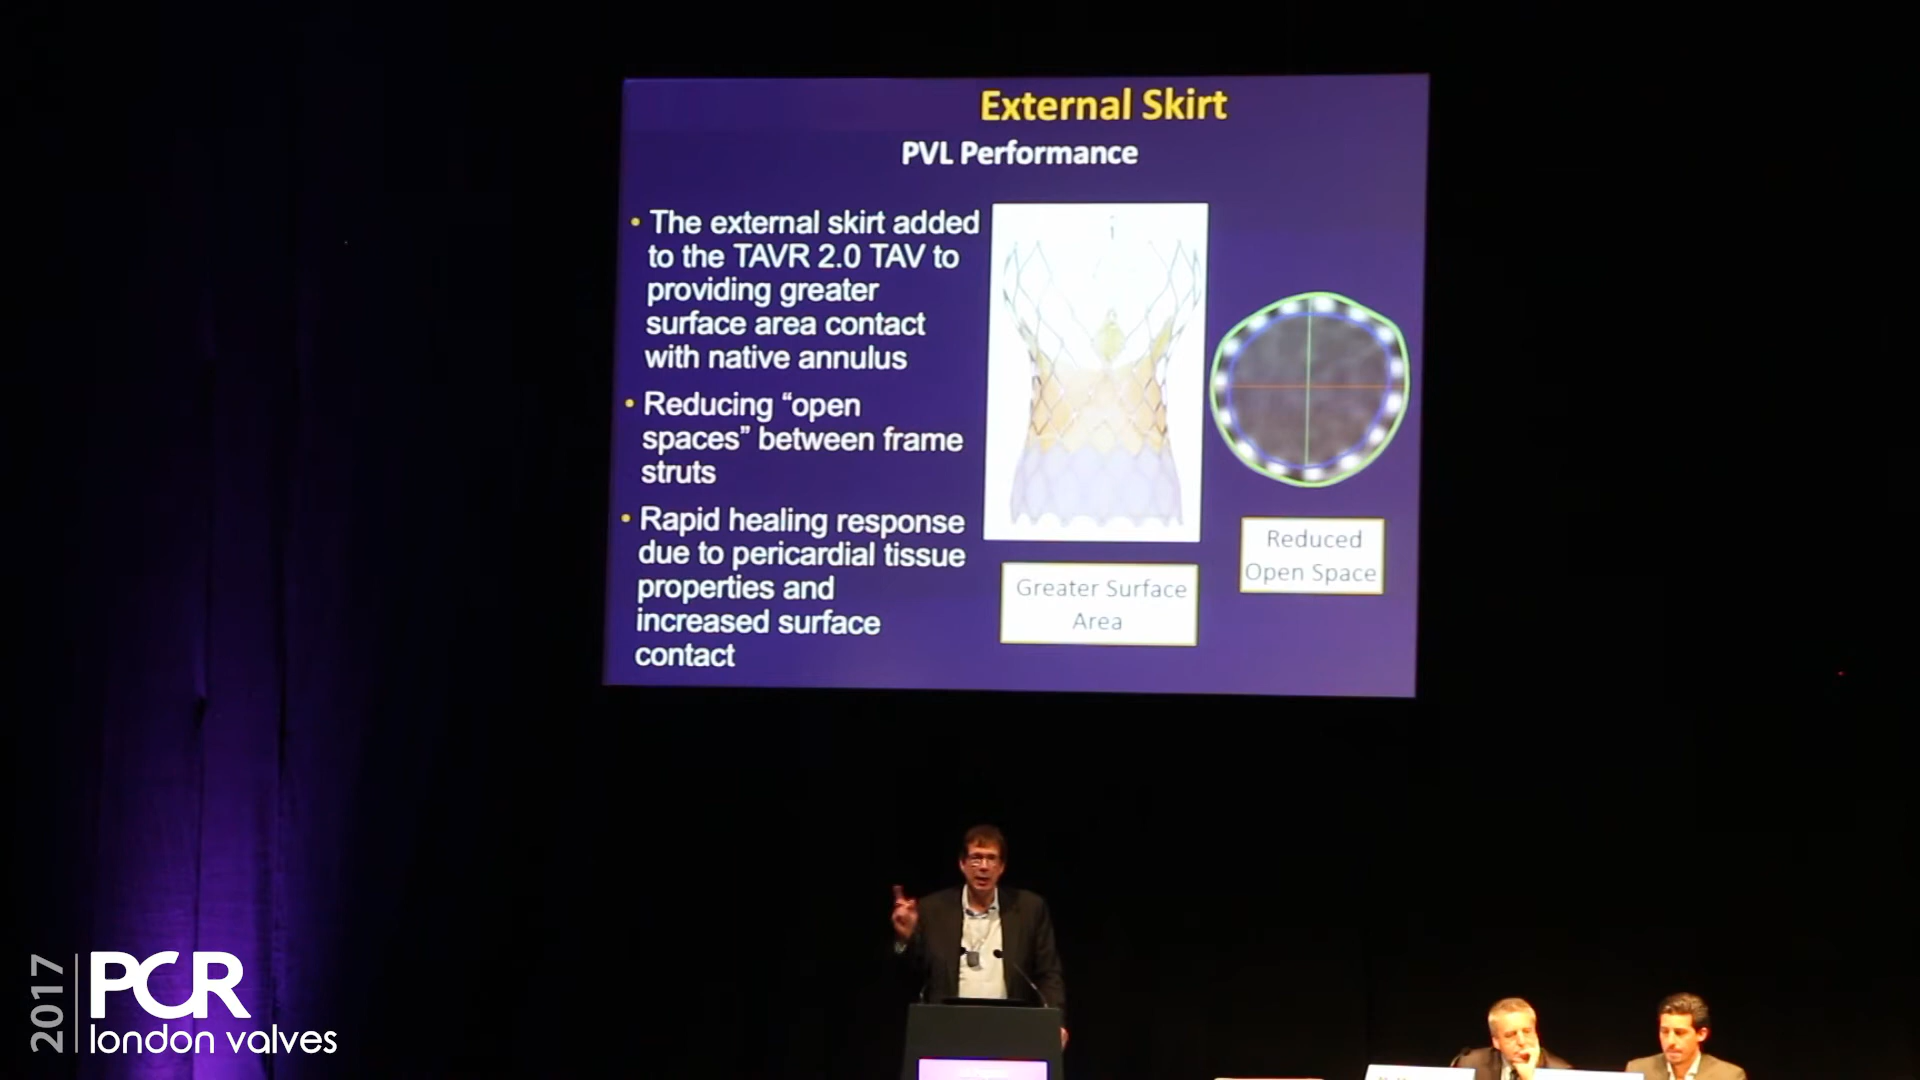 External Skirt
PVL Performance
• The external skirt added
to the TAVR 2.0 TAV to
providing greater
surface area contact
with native annulus
• Reducing “open
spaces” between frame
struts
• Rapid healing response
due to pericardial tissue
properties and
increased surface
contact
Greater Surface
Area
Reduced
Open Space
2017
PCR
london valves